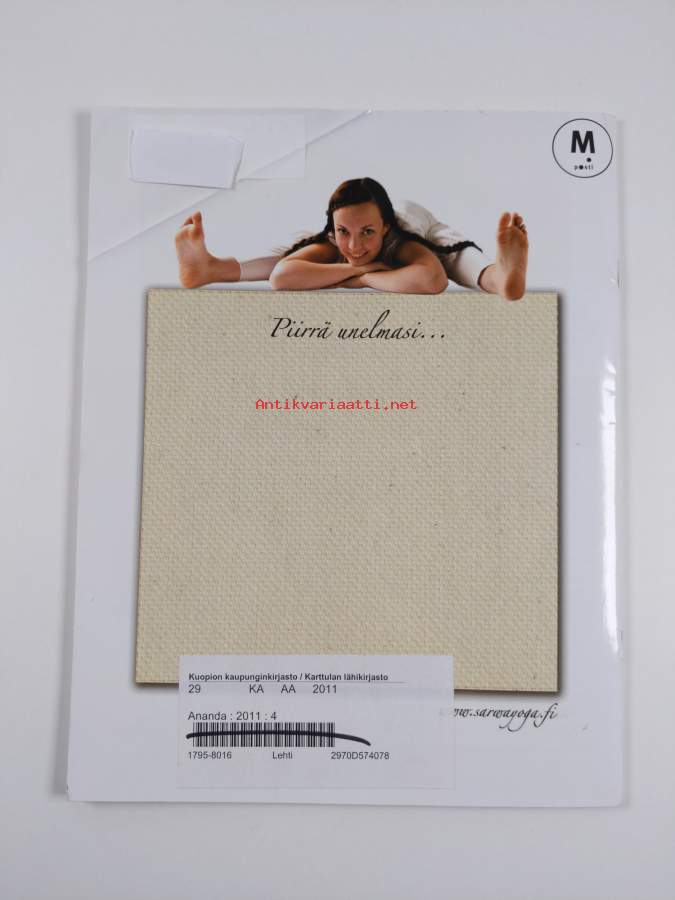 M
posti
Piirrä unelmasi...
Antikvariaatti.net
Kuopion kaupunginkirjasto / Karttulan lähikirjasto
29 KA AA 2011
www.sarwayoga.fi
Ananda : 2011 : 4
1795-8016 Lehti 2970D574078